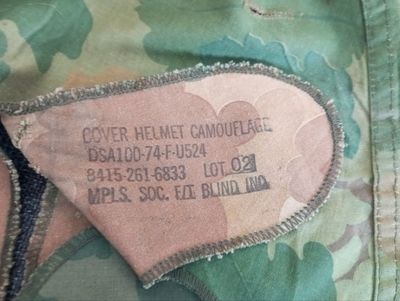 COVER HELMET CAMOUFLAGE
DSA100-74-F-U524
8415-261-6833 LOT 02
MPLS. SOC. F/T BLIND INC.